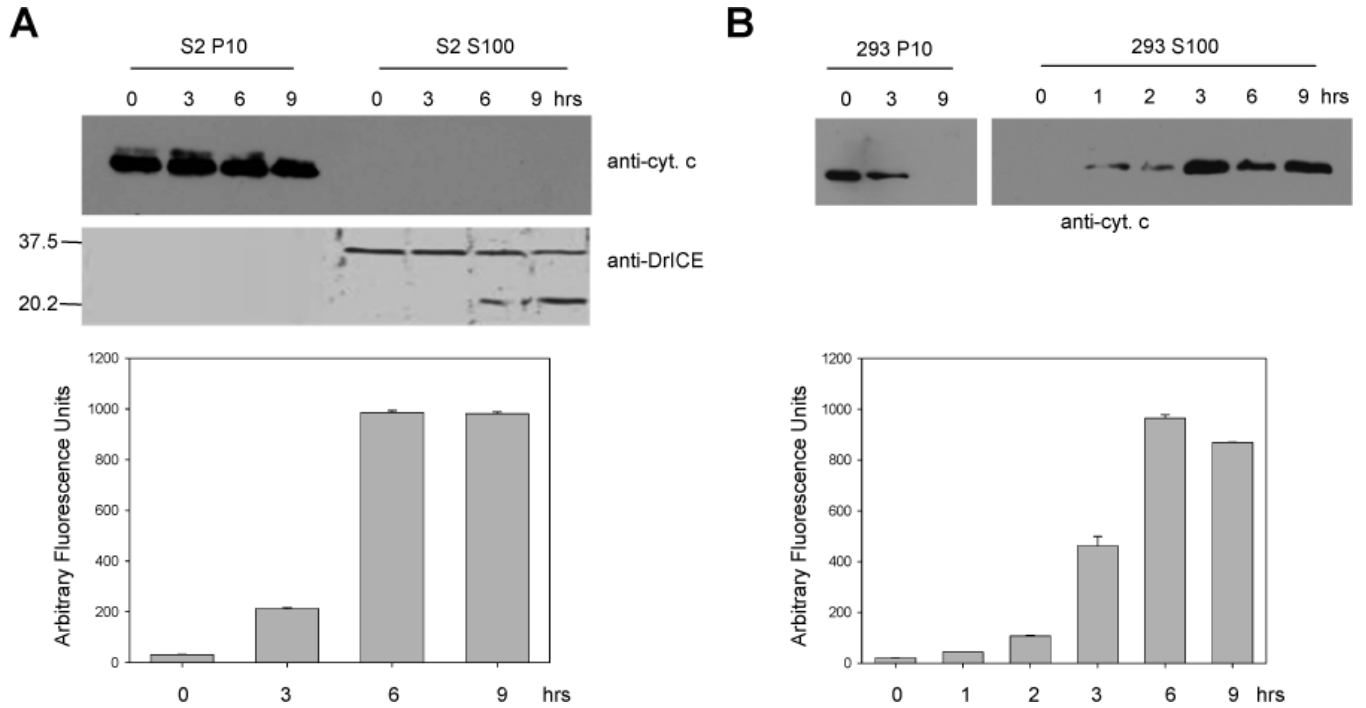 A
S2 P10
S2 S100
0 3 6 9 0 3 6 9 hrs
anti-cyt. c
37.5
anti-DrICE
20.2
1200
1000
800
600
400
200
0
Arbitrary Fluorescence Units
0 3 6 9 hrs
B
293 P10
293 S100
0 3 9 0 1 2 3 6 9 hrs
anti-cyt. c
1200
1000
800
600
400
200
0
Arbitrary Fluorescence Units
0 1 2 3 6 9 hrs